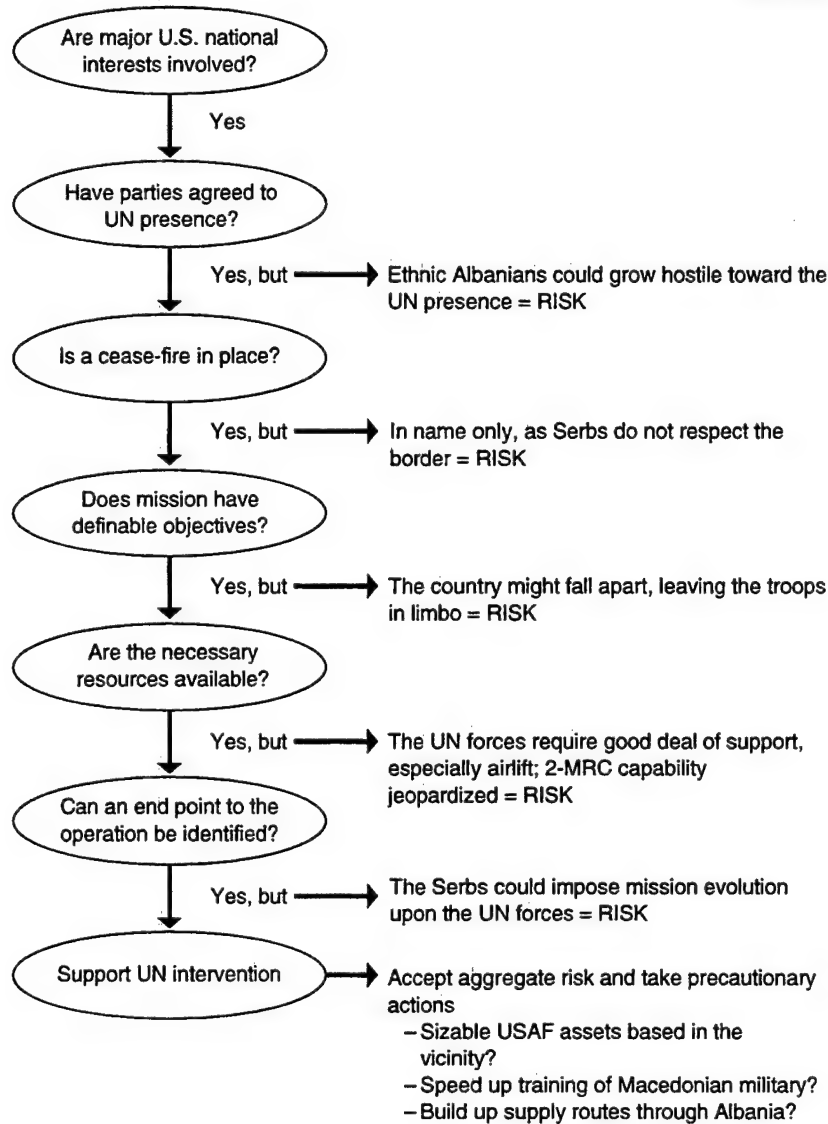 Are major U.S. national
interests involved?
Yes
Have parties agreed to
UN presence?
Yes, but
Ethnic Albanians could grow hostile toward the
UN presence = RISK
Is a cease-fire in place?
Yes, but
In name only, as Serbs do not respect the
border = RISK
Does mission have
definable objectives?
Yes, but
The country might fall apart, leaving the troops
in limbo = RISK
Are the necessary
resources available?
Yes, but
The UN forces require good deal of support,
especially airlift; 2-MRC capability
jeopardized = RISK
Can an end point to the
operation be identified?
Yes, but
The Serbs could impose mission evolution
upon the UN forces = RISK
Support UN intervention
Accept aggregate risk and take precautionary
actions
– Sizable USAF assets based in the
vicinity?
– Speed up training of Macedonian military?
– Build up supply routes through Albania?